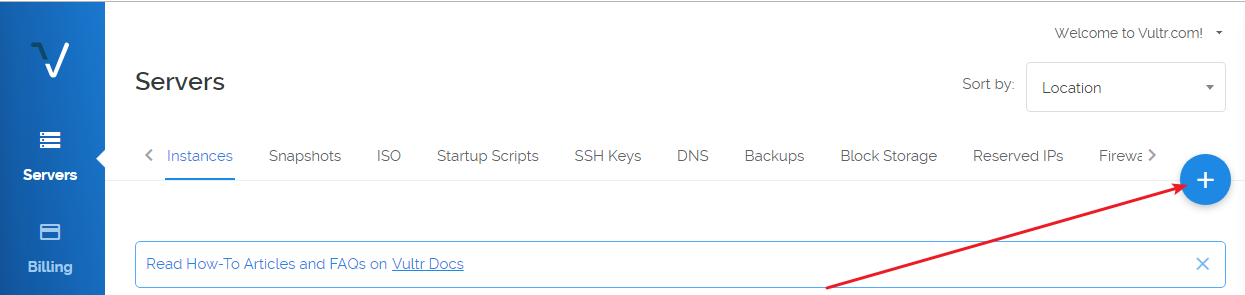 Welcome to Vultr.com!
Servers
Sort by:
Location
Instances Snapshots ISO Startup Scripts SSH Keys DNS Backups Block Storage Reserved IPs Firewa
Servers
Billing
Read How-To Articles and FAQs on Vultr Docs